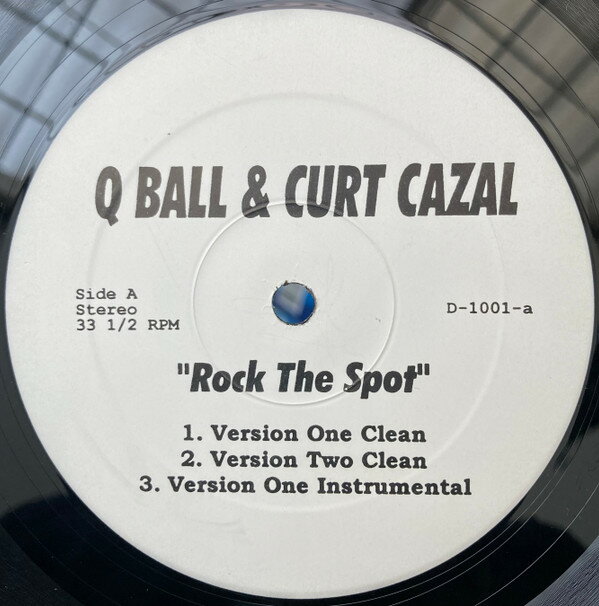 Q BALL & CURT CAZAL
Side A
Stereo
33 1/2 RPM
D-1001-a
"Rock The Spot"
1. Version One Clean
2. Version Two Clean
3. Version One Instrumental